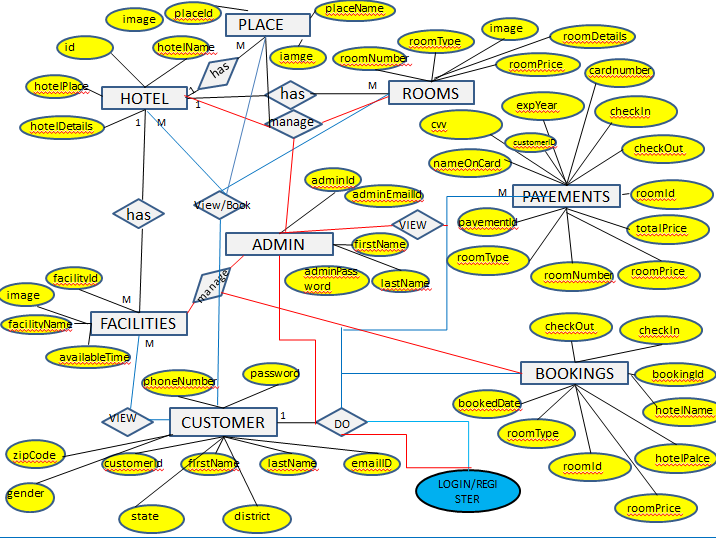 placeId
placeName
image
PLACE
image
roomDetails
id
hotelName
M
roomType
iamge
roomNumber
roomPrice
cardnumber
has
hotelPlace
1
HOTEL
has
M
ROOMS
1
expYear
checkIn
hotelDetails
1
M
manage
cvv
customerID
checkOut
nameOnCard
adminId
M
PAYEMENTS
roomId
has
View/Book
adminEmailId
VIEW
payementId
totalPrice
ADMIN
firstName
roomType
facilityId
manage
adminPass
word
lastName
roomNumber
roomPrice
image
M
facilityName
FACILITIES
checkOut
checkIn
availableTime
M
phoneNumber
password
BOOKINGS
bookingId
bookedDate
hotelName
VIEW
CUSTOMER
1
DO
roomType
zipCode
customerId
firstName
lastName
emailID
roomId
hotelPalce
gender
LOGIN/REGI
STER
state
district
roomPrice